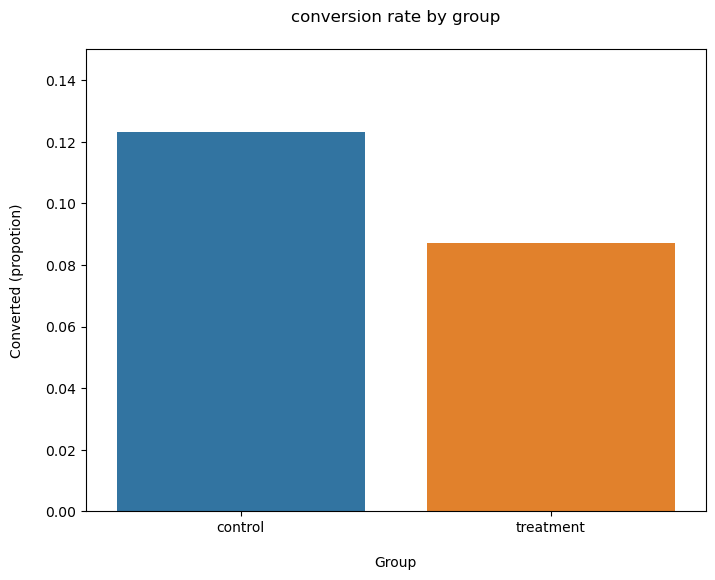 conversion rate by group
0.14
0.12
0.10
0.08
0.06
0.04
0.02
0.00
Converted (propotion)
control
treatment
Group